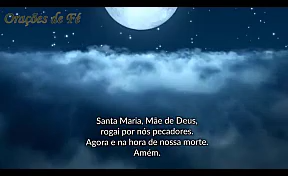 Orações de Fé
Santa Maria, Mãe de Deus,
rogai por nós pecadores.
Agora e na hora de nossa morte.
Amém.